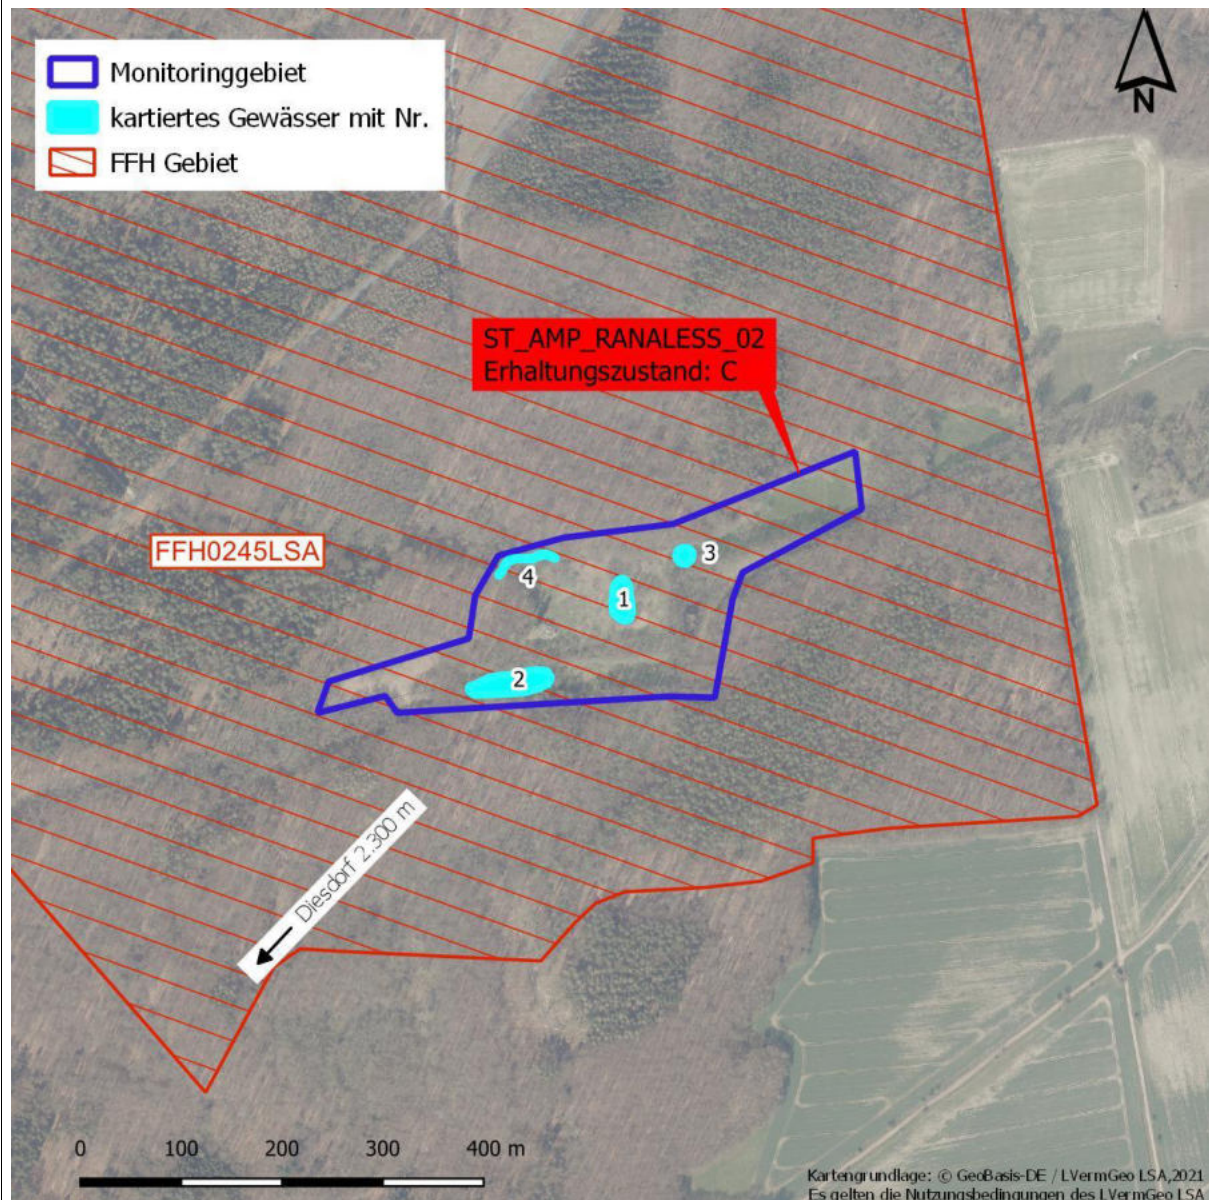 Monitoringgebiet
kartiertes Gewässer mit Nr.
FFH Gebiet
N
ST_AMP_RANALESS_02
Erhaltungszustand: C
FFH0245LSA
3
4
1
2
Diesdorf 2.300 m
0 100 200 300 400 m
Kartengrundlage: © GeoBasis-DE / LVermGeo LSA,2021
Es gelten die Nutzungsbedingungen des LVermGeo LSA